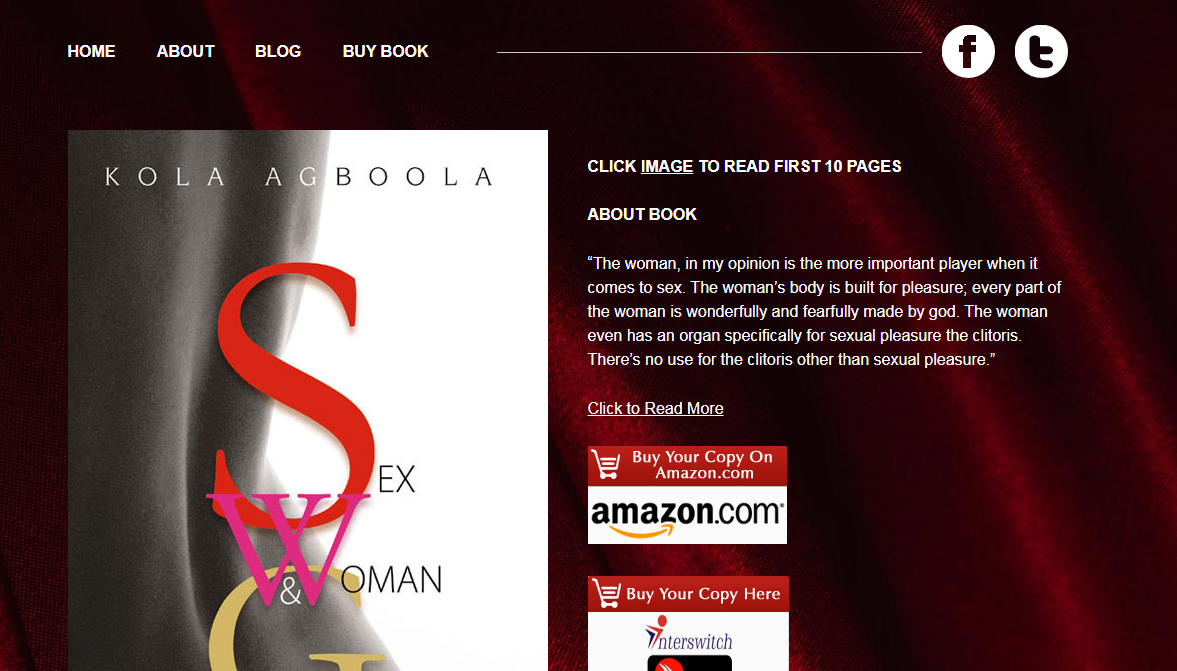 HOME ABOUT BLOG BUY BOOK
KOLA AGBOOLA
CLICK IMAGE TO READ FIRST 10 PAGES
ABOUT BOOK
“The woman, in my opinion is the more important player when it
comes to sex. The woman’s body is built for pleasure; every part of
the woman is wonderfully and fearfully made by god. The woman
even has an organ specifically for sexual pleasure the clitoris.
There’s no use for the clitoris other than sexual pleasure.”
Click to Read More
SEX
WOMAN
& G
Buy Your Copy On
Amazon.com
amazon.com
Buy Your Copy Here
Interswitch